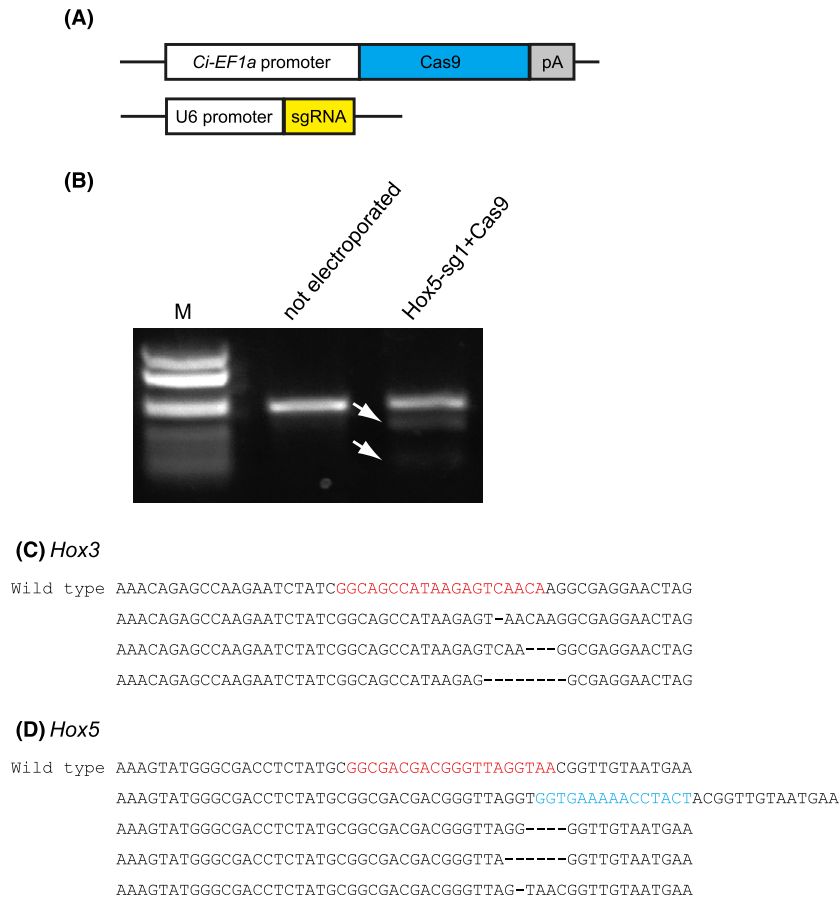 (A)
Ci-EF1a promoter Cas9 pA
U6 promoter sgRNA
(B)
M not electroporated Hox5-sg1+Cas9
(C) Hox3
Wild type AAACAGAGCCAAGAATCTATCGGCAGCCATAAGAGTCAACAAGGCGAGGAACTAG
AAACAGAGCCAAGAATCTATCGGCAGCCATAAGAGT-AACAAGGCGAGGAACTAG
AAACAGAGCCAAGAATCTATCGGCAGCCATAAGAGTCAA---GGCGAGGAACTAG
AAACAGAGCCAAGAATCTATCGGCAGCCATAAGAG--------GCGAGGAACTAG
(D) Hox5
Wild type AAAGTATGGGCGACCTCTATGCGGCGACGACGGGTTAGGTAACGGTTGTAATGAA
AAAGTATGGGCGACCTCTATGCGGCGACGACGGGTTAGGTGGTGAAAAACCTACTACGGTTGTAATGAA
AAAGTATGGGCGACCTCTATGCGGCGACGACGGGTTAGG----GGTTGTAATGAA
AAAGTATGGGCGACCTCTATGCGGCGACGACGGGTTA------GGTTGTAATGAA
AAAGTATGGGCGACCTCTATGCGGCGACGACGGGTTAG-TAACGGTTGTAATGAA